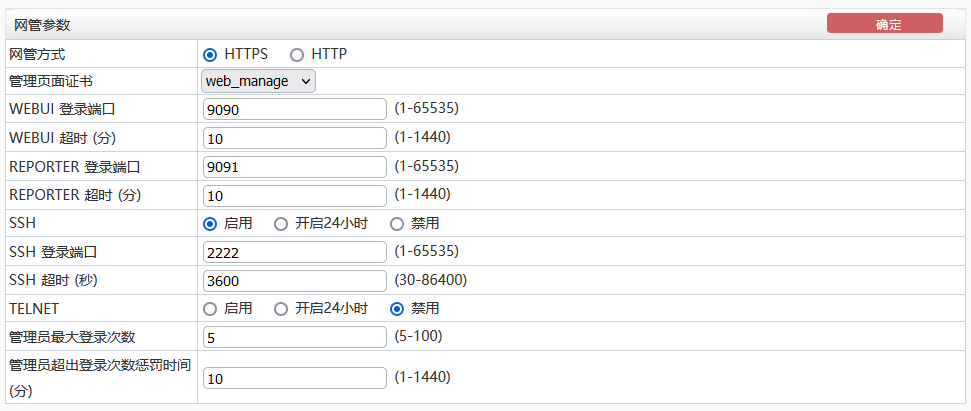 网管参数 确定
网管方式 HTTPS HTTP
管理页面证书 web_manage
WEBUI 登录端口 9090 (1-65535)
WEBUI 超时 (分) 10 (1-1440)
REPORTER 登录端口 9091 (1-65535)
REPORTER 超时 (分) 10 (1-1440)
SSH 启用 开启24小时 禁用
SSH 登录端口 2222 (1-65535)
SSH 超时 (秒) 3600 (30-86400)
TELNET 启用 开启24小时 禁用
管理员最大登录次数 5 (5-100)
管理员超出登录次数惩罚时间
(分) 10 (1-1440)